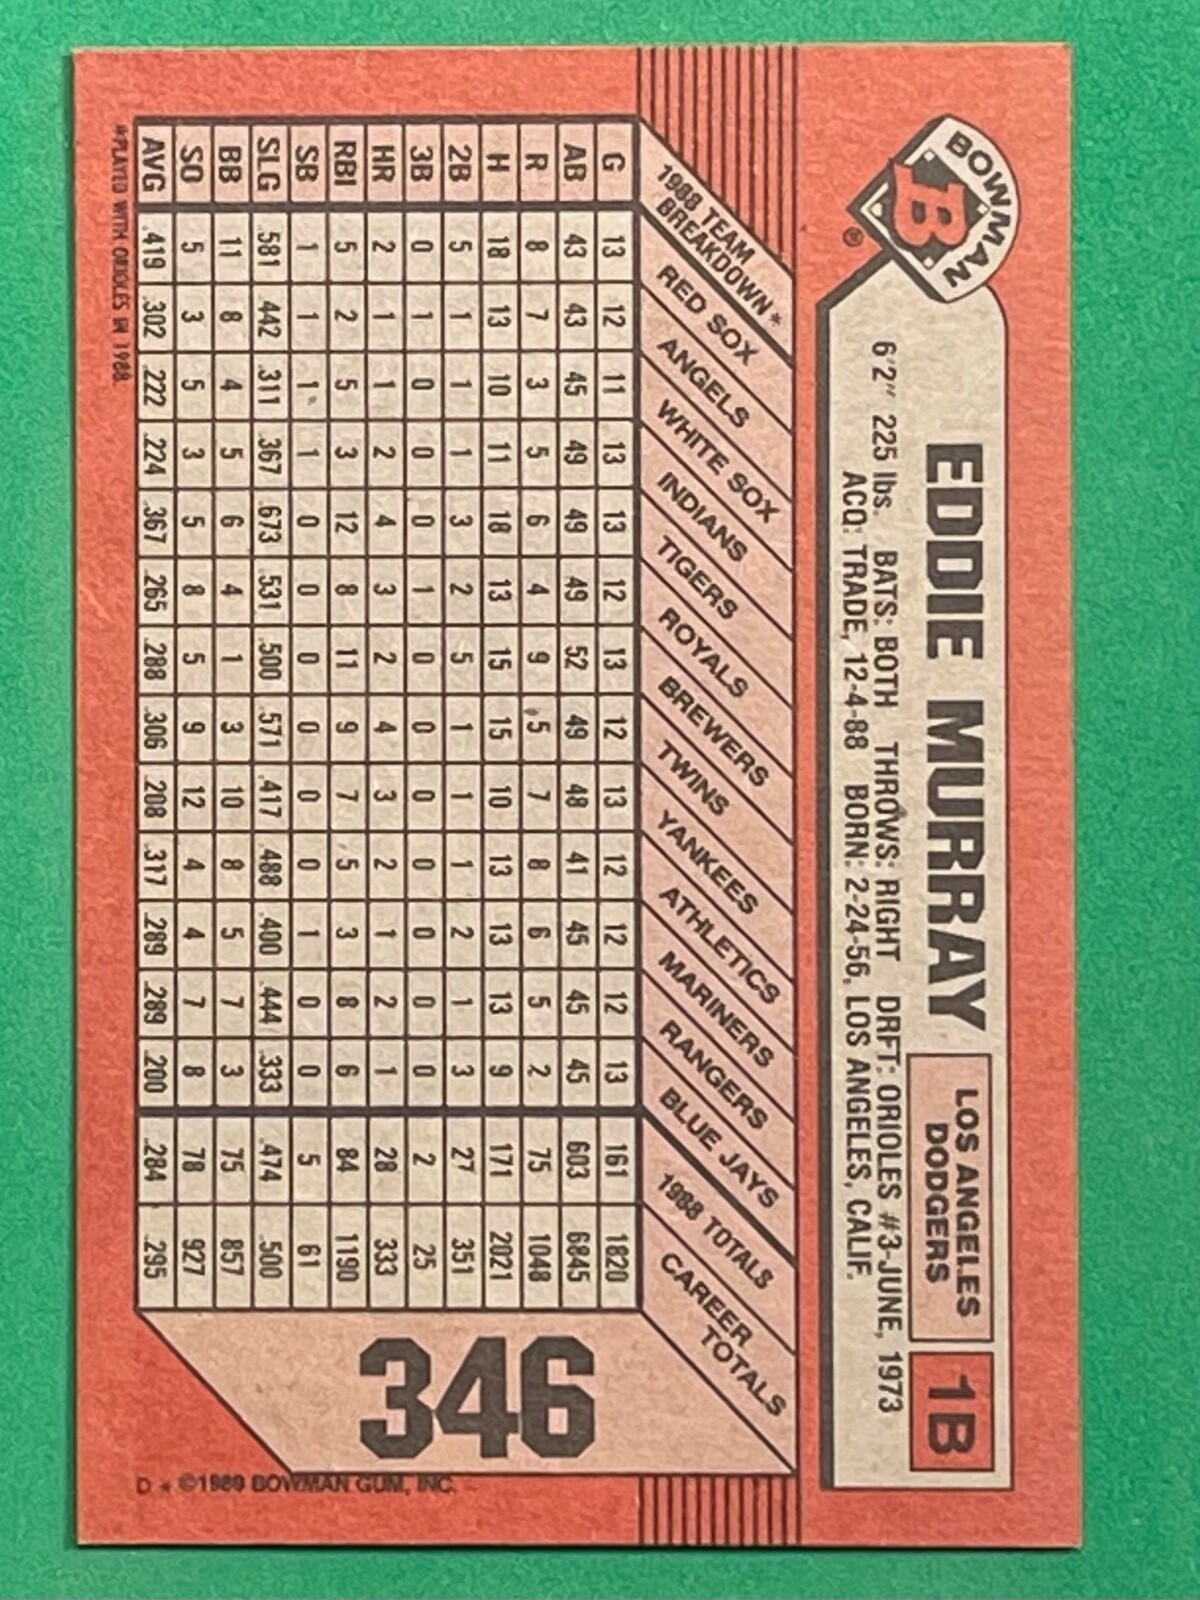 BOWMAN
B
®
EDDIE MURRAY
LOS ANGELES
DODGERS
1B
6'2" 225 lbs. BATS: BOTH THROWS: RIGHT DRFT: ORIOLES #3-JUNE, 1973
ACQ: TRADE, 12-4-88 BORN: 2-24-56, LOS ANGELES, CALIF.
1988 TEAM
BREAKDOWN*
RED SOX
ANGELS
WHITE SOX
INDIANS
TIGERS
ROYALS
BREWERS
TWINS
YANKEES
ATHLETICS
MARINERS
RANGERS
BLUE JAYS
1988 TOTALS
CAREER
TOTALS
G 13 12 11 13 13 12 13 12 13 12 12 12 13 161 1820
AB 43 43 45 49 49 49 52 49 48 41 45 45 45 603 6845
R 8 7 3 5 6 4 9 5 7 8 6 5 2 75 1048
H 18 13 10 11 18 13 15 15 10 13 13 13 9 171 2021
2B 5 1 1 1 3 2 5 1 1 1 2 1 3 27 351
3B 0 1 0 0 0 1 0 0 0 0 0 0 0 2 25
HR 2 1 1 2 4 3 2 4 3 2 1 2 1 28 333
RBI 5 2 5 3 12 8 11 9 7 5 3 8 6 84 1190
SB 1 1 1 1 0 0 0 0 0 0 1 0 0 5 61
SLG .581 .442 .311 .367 .673 .531 .500 .571 .417 .488 .400 .444 .333 .474 .500
BB 11 8 4 5 6 4 1 3 10 8 5 7 3 75 857
SO 5 3 5 3 5 8 5 9 12 4 4 7 8 78 927
AVG .419 .302 .222 .224 .367 .265 .288 .306 .208 .317 .289 .289 .200 .284 .295
*PLAYED WITH ORIOLES IN 1988.
346
D * ©1989 BOWMAN GUM, INC.